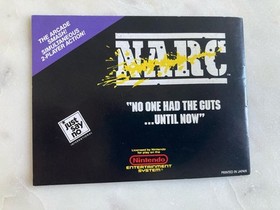 THE ARCADE
SMASH!
SIMULTANEOUS
2-PLAYER ACTION!
NARC
"NO ONE HAD THE GUTS
...UNTIL NOW"
just
say
no
Licensed by Nintendo
for play on the
Nintendo
ENTERTAINMENT
SYSTEM
PRINTED IN JAPAN